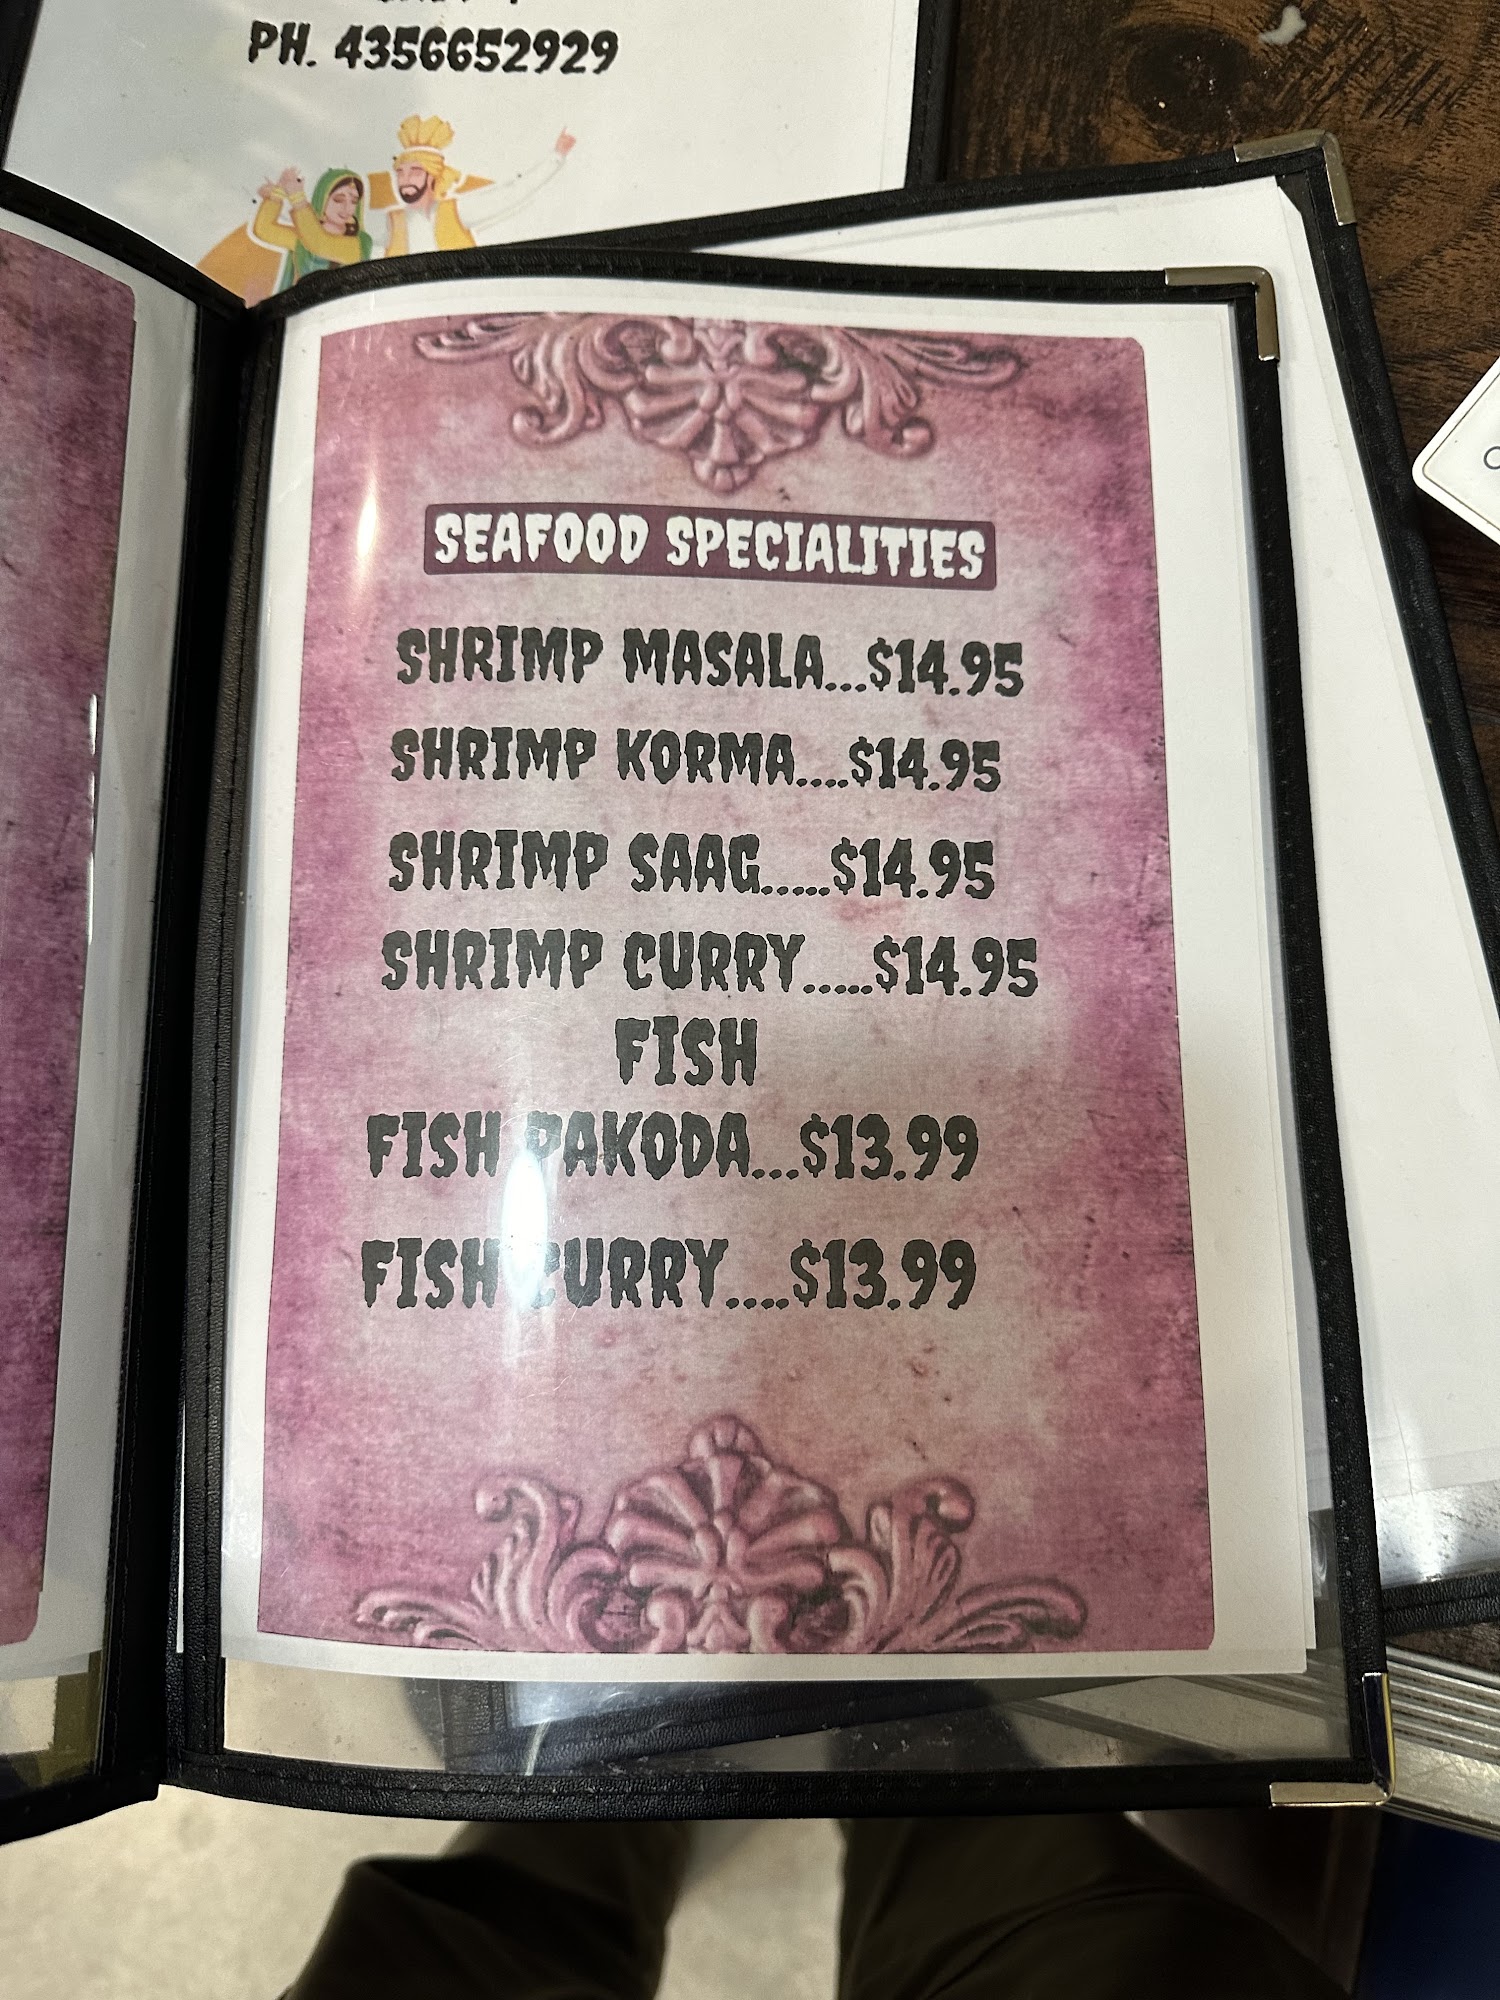 PH. 4356652929
SEAFOOD SPECIALITIES
SHRIMP MASALA...$14.95
SHRIMP KORMA....$14.95
SHRIMP SAAG.....$14.95
SHRIMP CURRY.....$14.95
FISH
FISH PAKODA...$13.99
FISH CURRY....$13.99